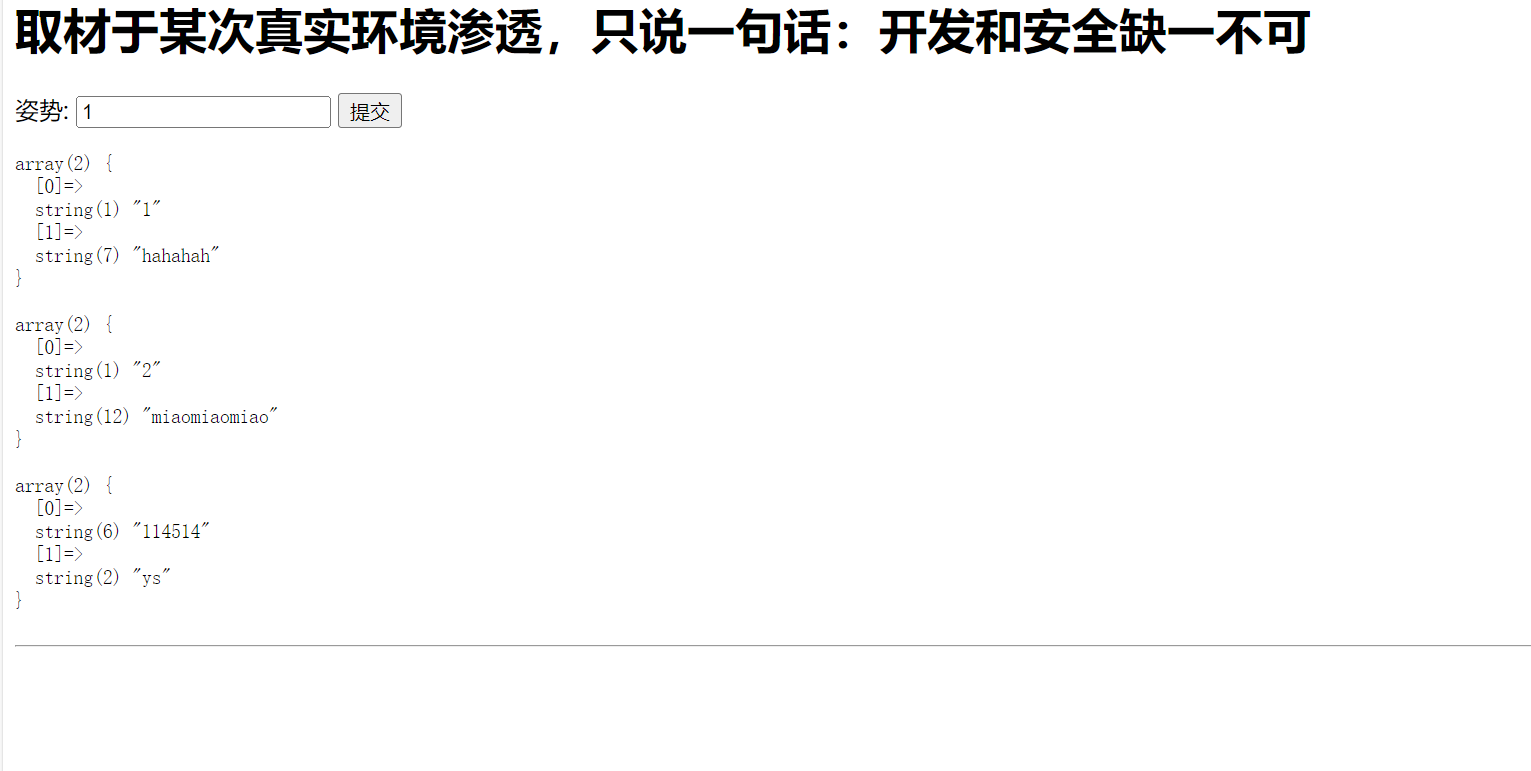 取材于某次真实环境渗透，只说一句话：开发和安全缺一不可
姿势: 1 提交
array(2) {
  [0]=>
  string(1) "1"
  [1]=>
  string(7) "hahahah"
}
array(2) {
  [0]=>
  string(1) "2"
  [1]=>
  string(12) "miaomiaomiao"
}
array(2) {
  [0]=>
  string(6) "114514"
  [1]=>
  string(2) "ys"
}